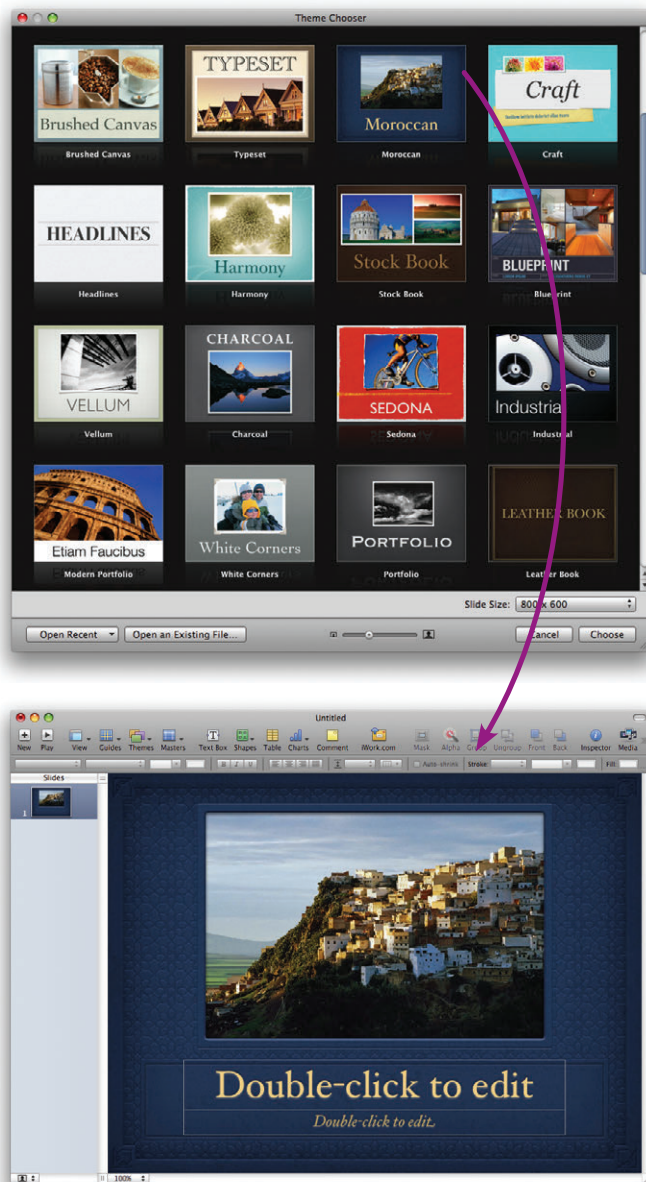 Theme Chooser
Brushed Canvas
TYPESET
Moroccan
Craft
Brushed Canvas
Typeset
Moroccan
Craft
HEADLINES
Harmony
Stock Book
BLUEPRINT
Headlines
Harmony
Stock Book
Blueprint
VELLUM
CHARCOAL
SEDONA
Industrial
Vellum
Charcoal
Sedona
Industrial
Etiam Faucibus
White Corners
PORTFOLIO
LEATHER BOOK
Modern Portfolio
White Corners
Portfolio
Leather Book
Slide Size: 800 x 600
Open Recent
Open an Existing File...
Cancel
Choose
Untitled
New Play View Guides Themes Masters Text Box Shapes Table Charts Comment iWork.com Mask Alpha Group Ungroup Front Back Inspector Media
B I U Auto-shrink Stroke: Fill:
Slides
1
Double-click to edit
Double-click to edit
100%